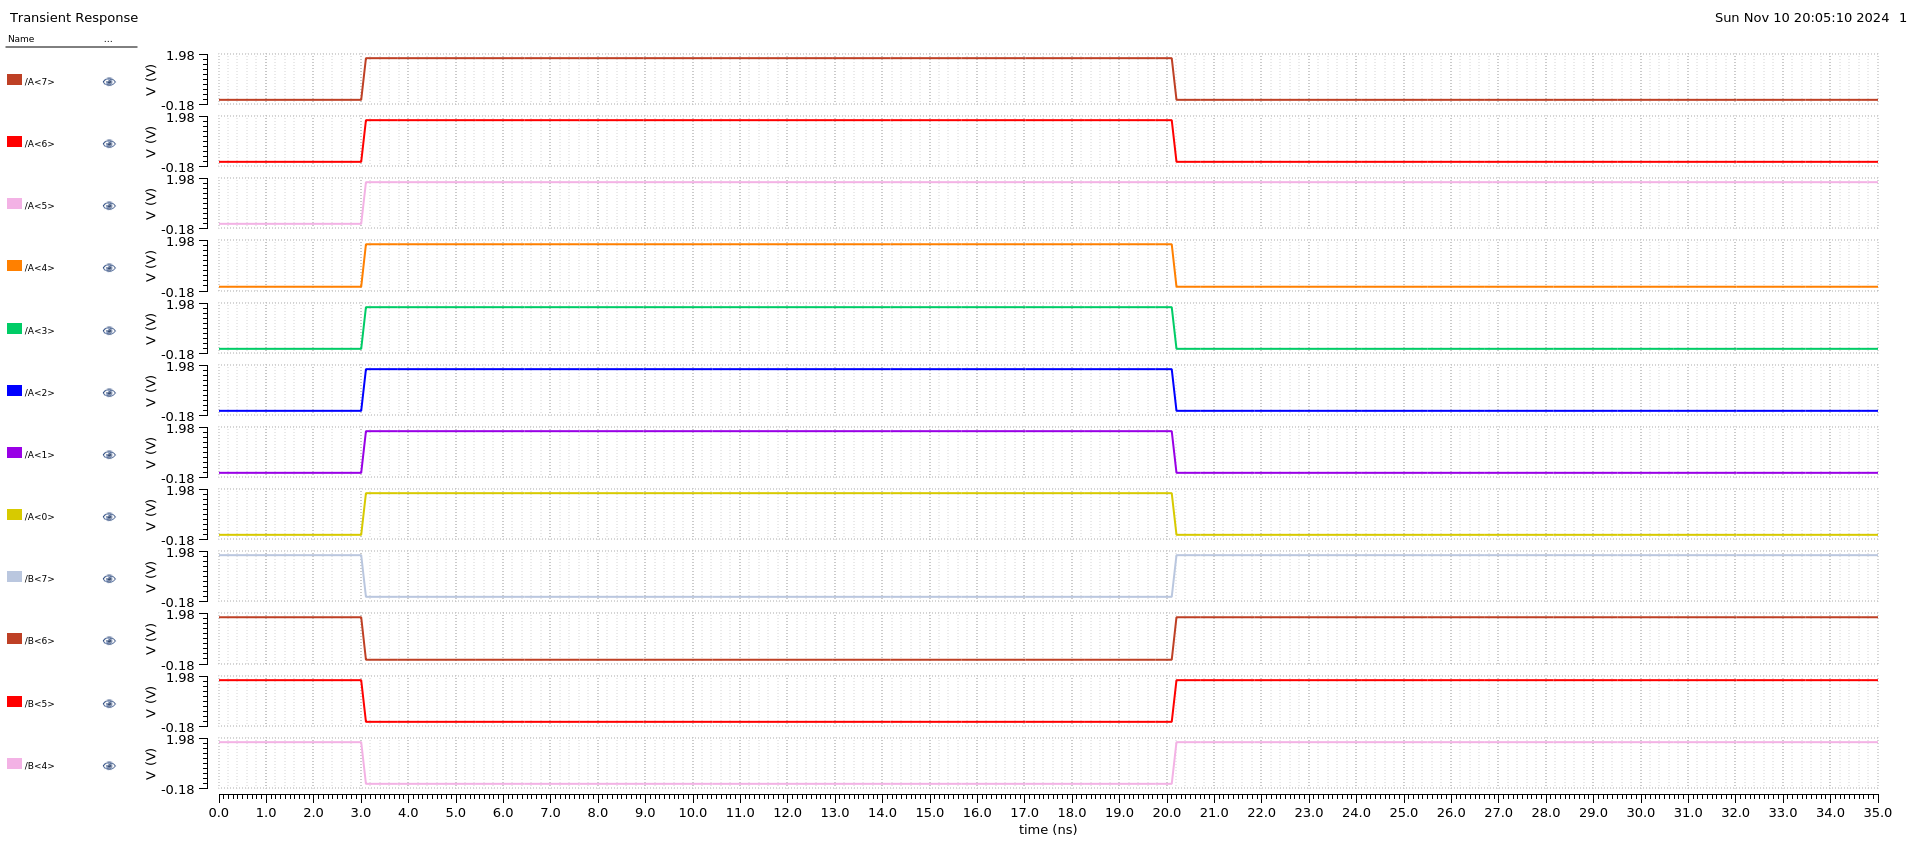 Transient Response
Sun Nov 10 20:05:10 2024 1
Name ...
/A<7>
V (V)
1.98
-0.18
/A<6>
V (V)
1.98
-0.18
/A<5>
V (V)
1.98
-0.18
/A<4>
V (V)
1.98
-0.18
/A<3>
V (V)
1.98
-0.18
/A<2>
V (V)
1.98
-0.18
/A<1>
V (V)
1.98
-0.18
/A<0>
V (V)
1.98
-0.18
/B<7>
V (V)
1.98
-0.18
/B<6>
V (V)
1.98
-0.18
/B<5>
V (V)
1.98
-0.18
/B<4>
V (V)
1.98
-0.18
0.0 1.0 2.0 3.0 4.0 5.0 6.0 7.0 8.0 9.0 10.0 11.0 12.0 13.0 14.0 15.0 16.0 17.0 18.0 19.0 20.0 21.0 22.0 23.0 24.0 25.0 26.0 27.0 28.0 29.0 30.0 31.0 32.0 33.0 34.0 35.0
time (ns)